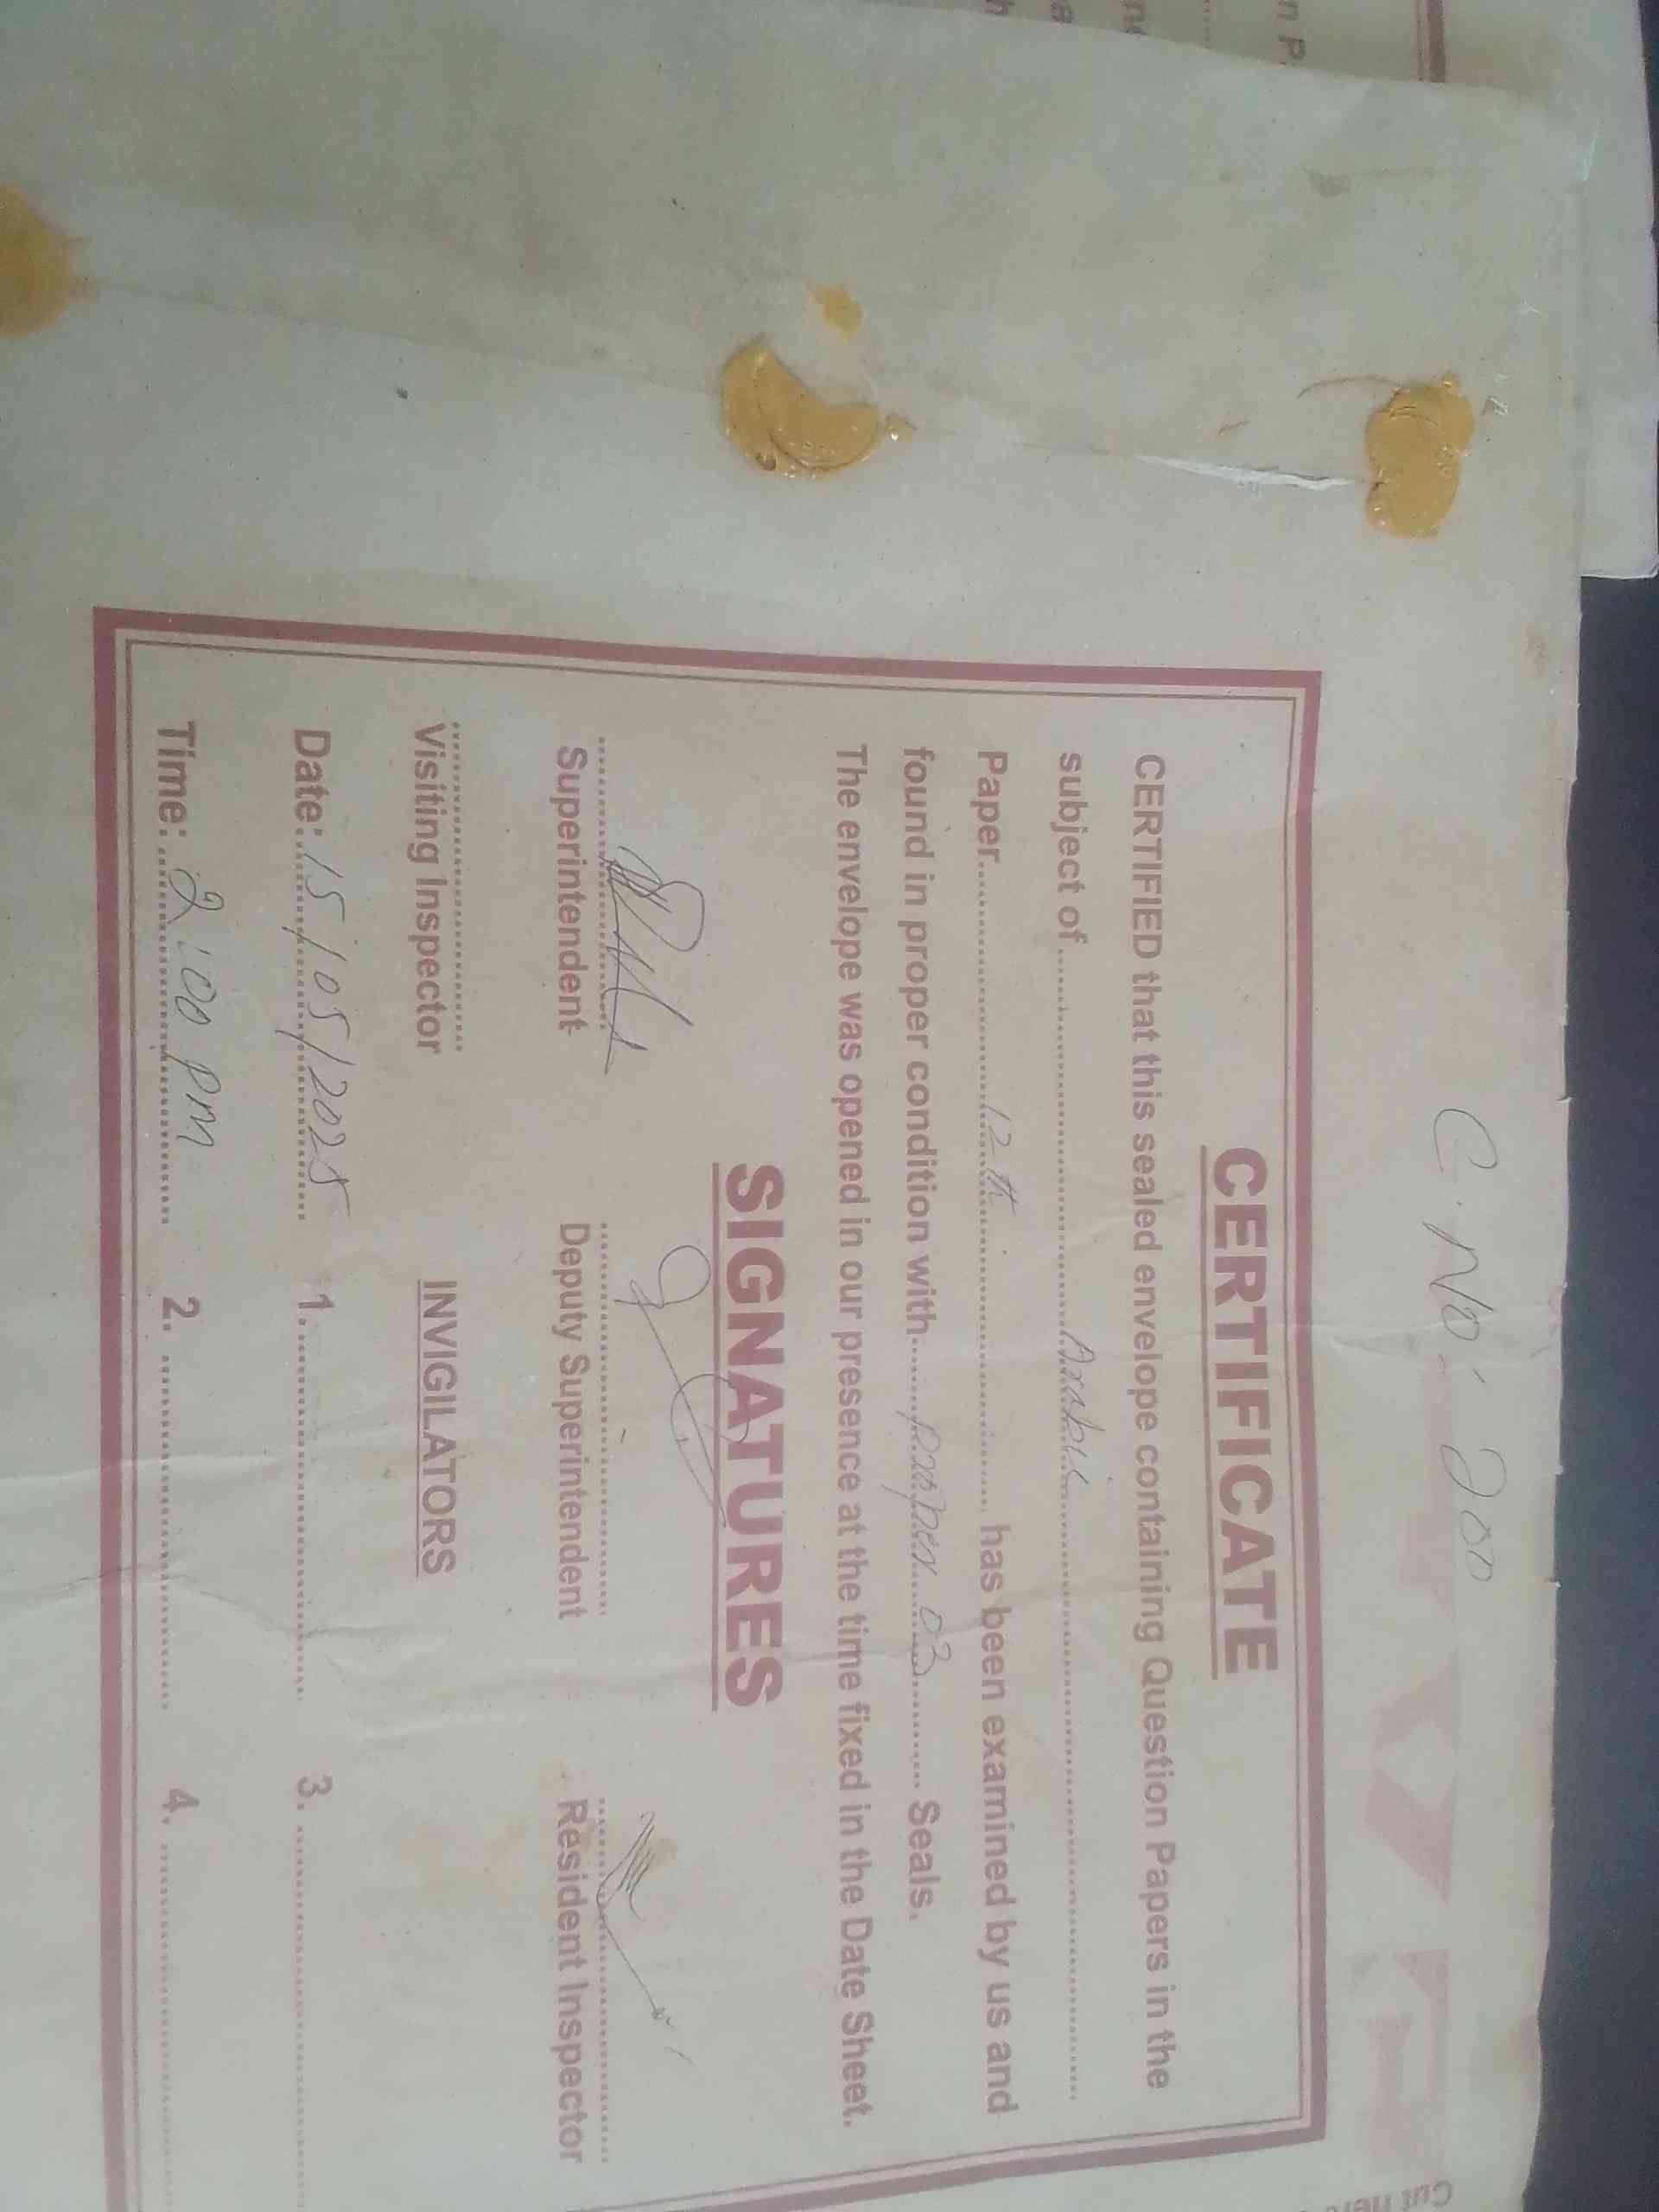 C. No. 200
CERTIFICATE
CERTIFIED that this sealed envelope containing Question Papers in the
subject of..........................................................
Paper..............12th.......................... has been examined by us and
found in proper condition with........paper 03.......... Seals.
The envelope was opened in our presence at the time fixed in the Date Sheet.
SIGNATURES
Superintendent Deputy Superintendent Resident Inspector
Visiting Inspector INVIGILATORS
Date: 15/05/2025 1. .......................... 3. ..........................
Time: 2:00 pm 2. .......................... 4. ..........................
Cut here